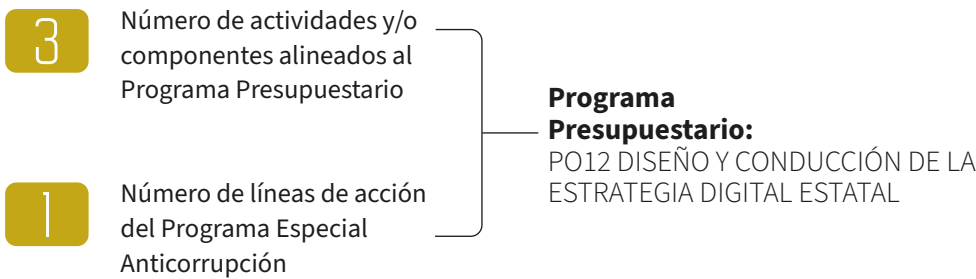 3
Número de actividades y/o
componentes alineados al
Programa Presupuestario
1
Número de líneas de acción
del Programa Especial
Anticorrupción
Programa
Presupuestario:
PO12 DISEÑO Y CONDUCCIÓN DE LA
ESTRATEGIA DIGITAL ESTATAL